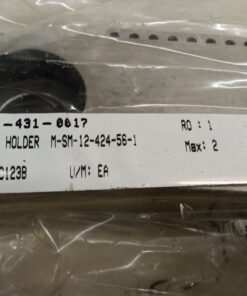 -431-0617
RO : 1
HOLDER M-SM-12-424-56-1
Max: 2
C123B
U/M: EA